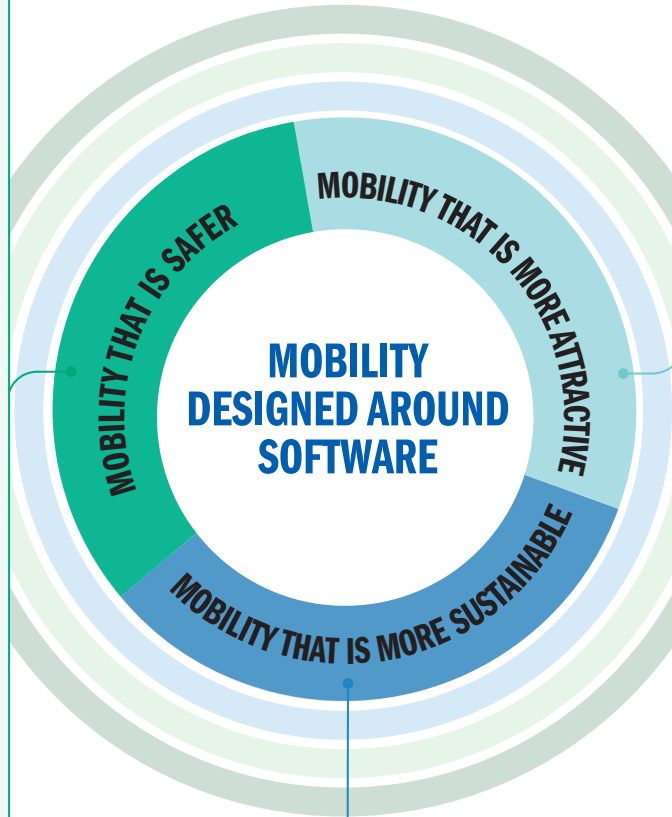 MOBILITY THAT IS SAFER
MOBILITY THAT IS MORE ATTRACTIVE
MOBILITY
DESIGNED AROUND
SOFTWARE
MOBILITY THAT IS MORE SUSTAINABLE